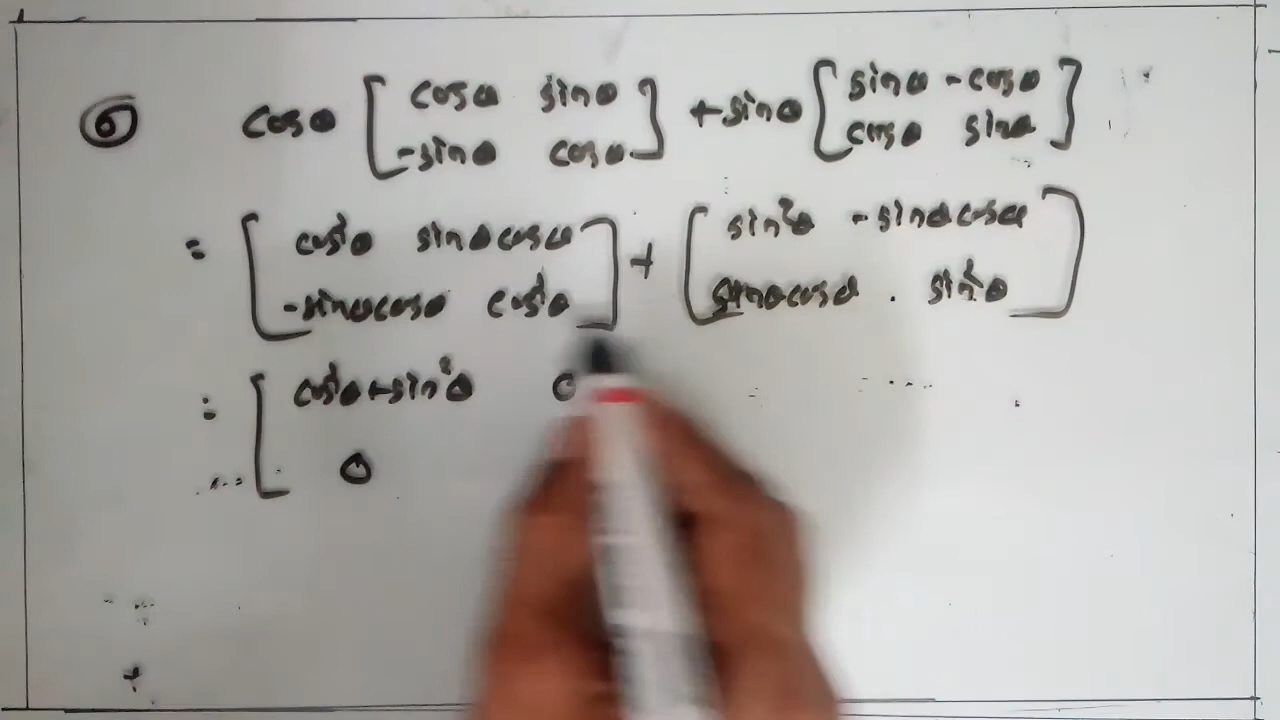 ⑥ cosθ [ cosθ sinθ ] + sinθ [ sinθ -cosθ ]
-sinθ cosθ cosθ sinθ
= [ cos²θ sinθcosθ ] + [ sin²θ -sinθcosθ ]
-sinθcosθ cos²θ sinθcosθ . sin²θ
= [ cos²θ+sin²θ 0
0